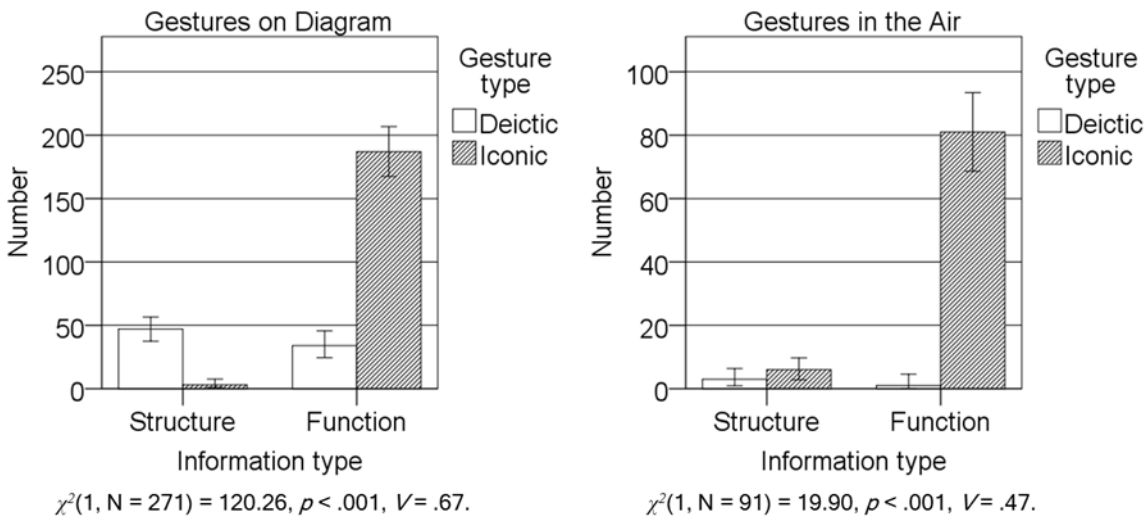 Gestures on Diagram
Gesture
type
Deictic
Iconic
Number
250
200
150
100
50
0
Structure Function
Information type
χ²(1, N = 271) = 120.26, p < .001, V = .67.
Gestures in the Air
Gesture
type
Deictic
Iconic
Number
100
80
60
40
20
0
Structure Function
Information type
χ²(1, N = 91) = 19.90, p < .001, V = .47.